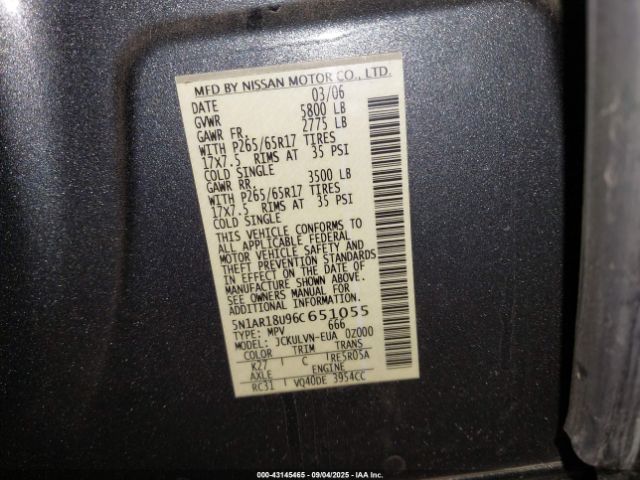 MFD BY NISSAN MOTOR CO., LTD.
DATE 03/06
GVWR 5800 LB
GAWR FR. 2775 LB
WITH P265/65R17 TIRES
17X7.5 RIMS AT 35 PSI
COLD SINGLE
GAWR RR. 3500 LB
WITH P265/65R17 TIRES
17X7.5 RIMS AT 35 PSI
COLD SINGLE
THIS VEHICLE CONFORMS TO
ALL APPLICABLE FEDERAL
MOTOR VEHICLE SAFETY AND
THEFT PREVENTION STANDARDS
IN EFFECT ON THE DATE OF
MANUFACTURE SHOWN ABOVE.
SEE OWNERS MANUAL FOR
ADDITIONAL INFORMATION.
5N1AR18U96C651055
TYPE: MPV 666
MODEL: JCKULVN-EUA 0Z000
COLOR TRIM TRANS
K27 C RE5R05A
AXLE ENGINE
RC31 VQ40DE 3954CC
000-43145465 - 09/04/2025 - IAA Inc.